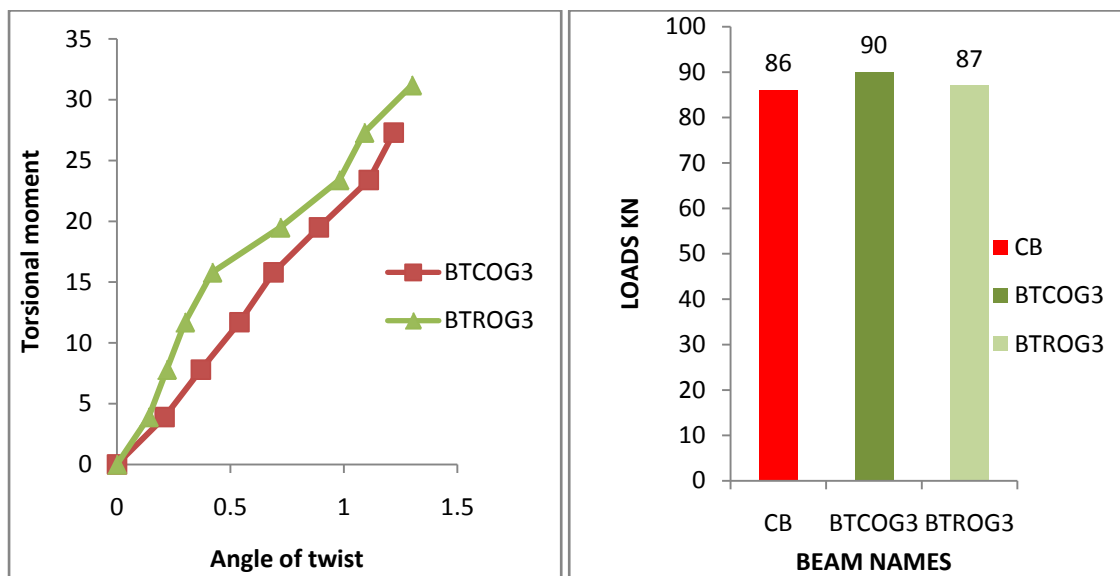 35
30
25
20
15
10
5
0
0 0.5 1 1.5
Torsional moment
Angle of twist
BTCOG3
BTROG3
100
90
80
70
60
50
40
30
20
10
0
86 90 87
LOADS KN
CB BTCOG3 BTROG3
BEAM NAMES
CB
BTCOG3
BTROG3